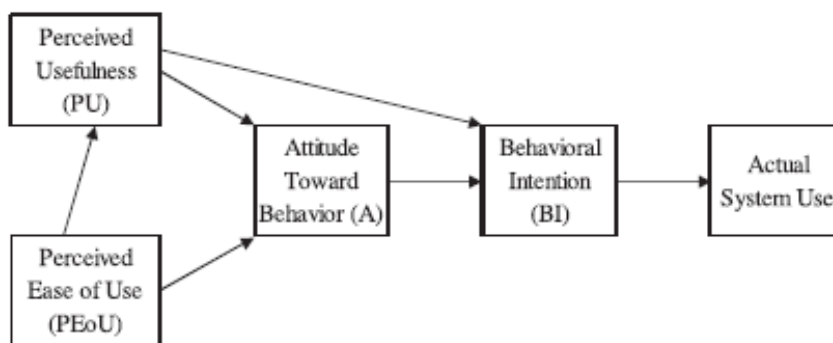 Perceived
Usefulness
(PU)
Attitude
Toward
Behavior (A)
Behavioral
Intention
(BI)
Actual
System Use
Perceived
Ease of Use
(PEoU)